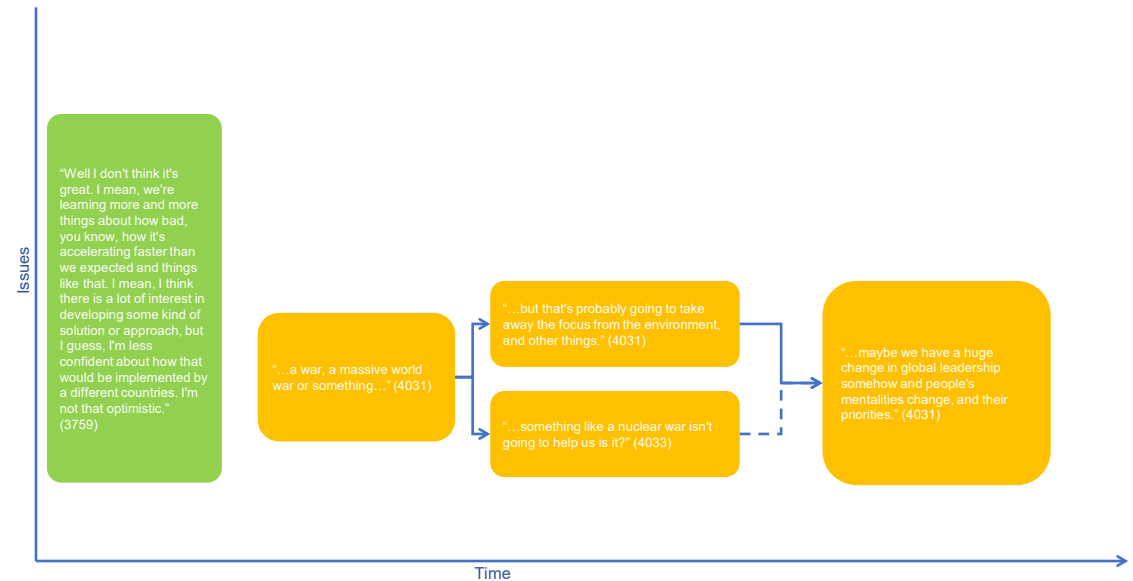 Issues
“Well I don't think it's
great. I mean, we're
learning more and more
things about how bad,
you know, how it's
accelerating faster than
we expected and things
like that. I mean, I think
there is a lot of interest in
developing some kind of
solution or approach, but
I guess, I'm less
confident about how that
would be implemented by
a different countries. I'm
not that optimistic.”
(3759)
“…a war, a massive world
war or something…” (4031)
“…but that's probably going to take
away the focus from the environment,
and other things.” (4031)
“…something like a nuclear war isn't
going to help us is it?” (4033)
“…maybe we have a huge
change in global leadership
somehow and people's
mentalities change, and their
priorities.” (4031)
Time